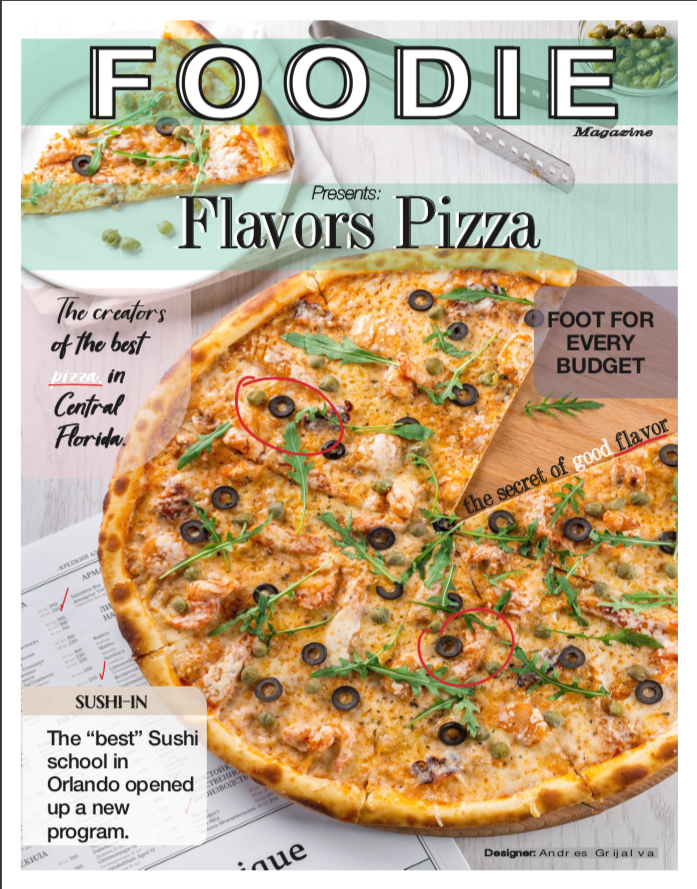 FOODIE
Magazine
Presents:
Flavors Pizza
The creators
of the best
pizza, in
Central
Florida.
FOOT FOR
EVERY
BUDGET
the secret of good flavor
SUSHI-IN
The “best” Sushi
school in
Orlando opened
up a new
program.
Designer: Andres Grijalva